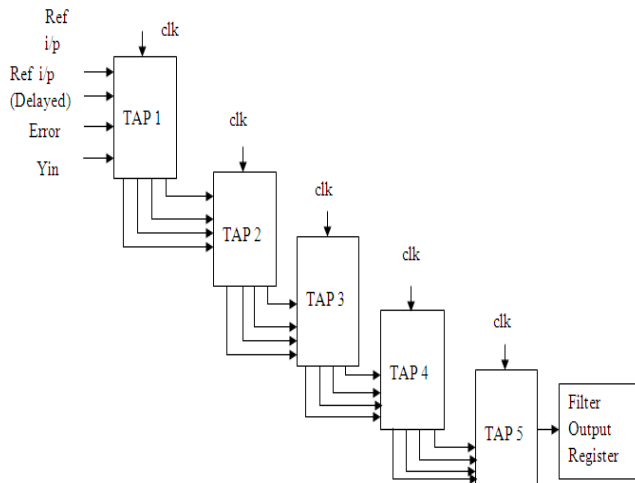 Ref
i/p
clk
Ref i/p
(Delayed)
Error
Yin
TAP 1
clk
TAP 2
clk
TAP 3
clk
TAP 4
clk
TAP 5
Filter
Output
Register